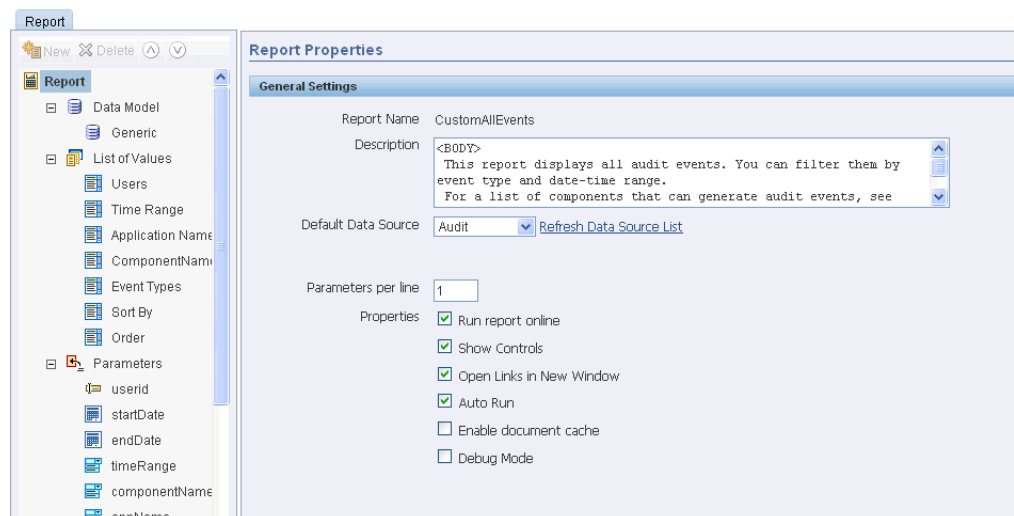 Report
New Delete
Report
Data Model
Generic
List of Values
Users
Time Range
Application Name
ComponentName
Event Types
Sort By
Order
Parameters
userid
startDate
endDate
timeRange
componentName
appName
Report Properties
General Settings
Report Name CustomAllEvents
Description <BODY>
This report displays all audit events. You can filter them by
event type and date-time range.
For a list of components that can generate audit events, see
Default Data Source Audit Refresh Data Source List
Parameters per line 1
Properties Run report online
Show Controls
Open Links in New Window
Auto Run
Enable document cache
Debug Mode